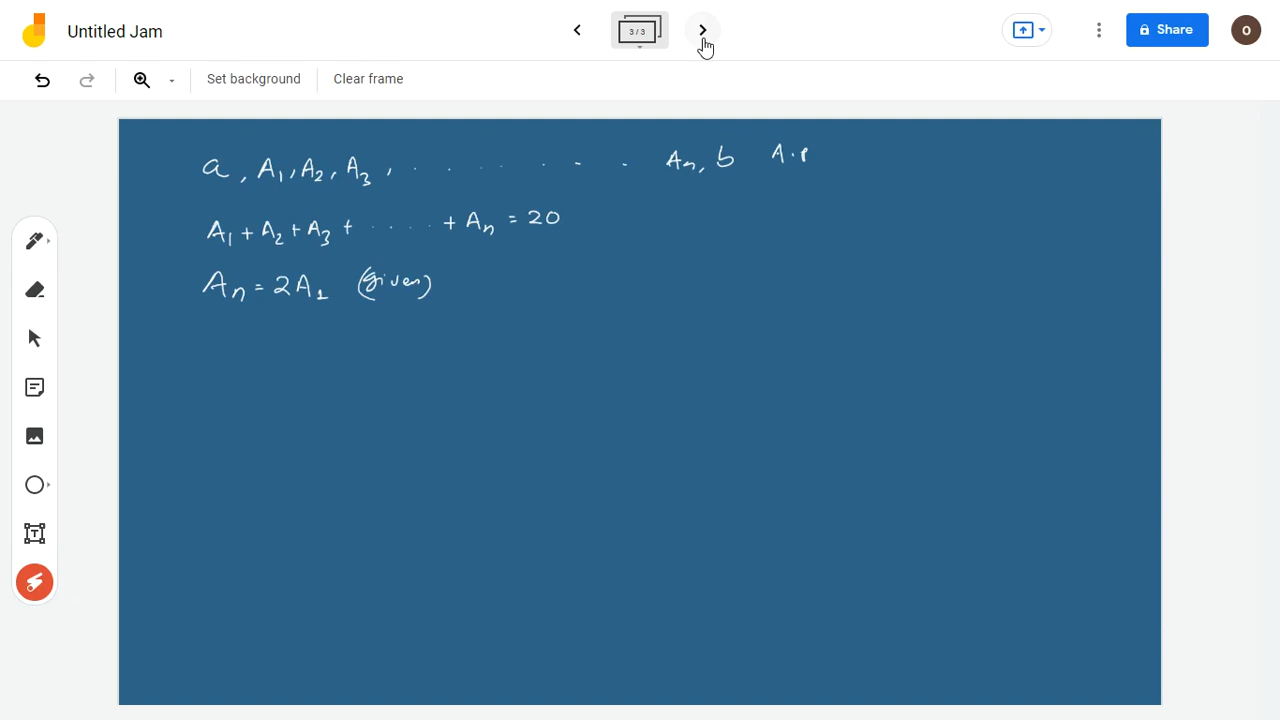 Untitled Jam
3 / 3
Share
O
Set background
Clear frame
a, A₁, A₂, A₃, . . . . . . . . Aₙ, b A.P
A₁ + A₂ + A₃ + . . . . . + Aₙ = 20
Aₙ = 2A₁ (given)
T